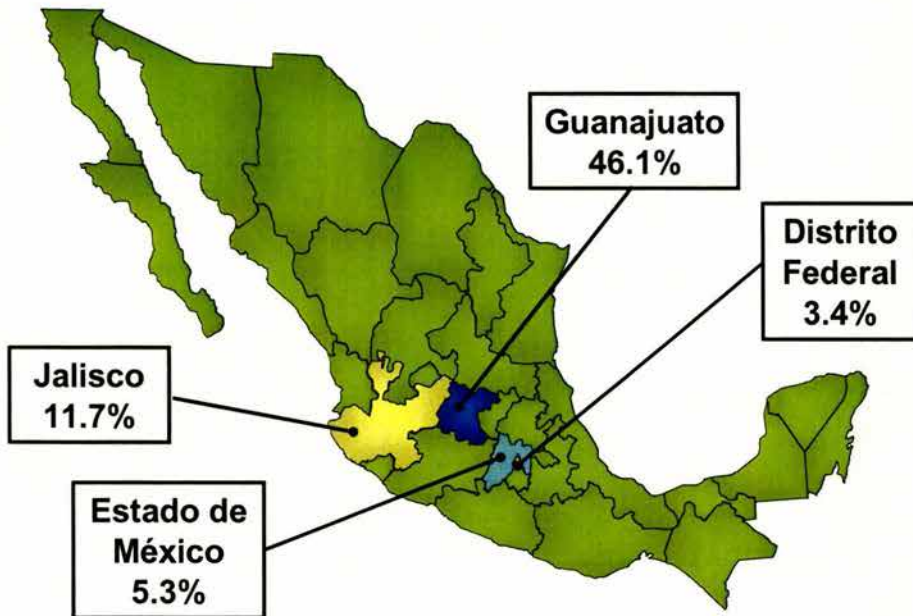 Guanajuato
46.1%
Distrito
Federal
3.4%
Jalisco
11.7%
Estado de
México
5.3%